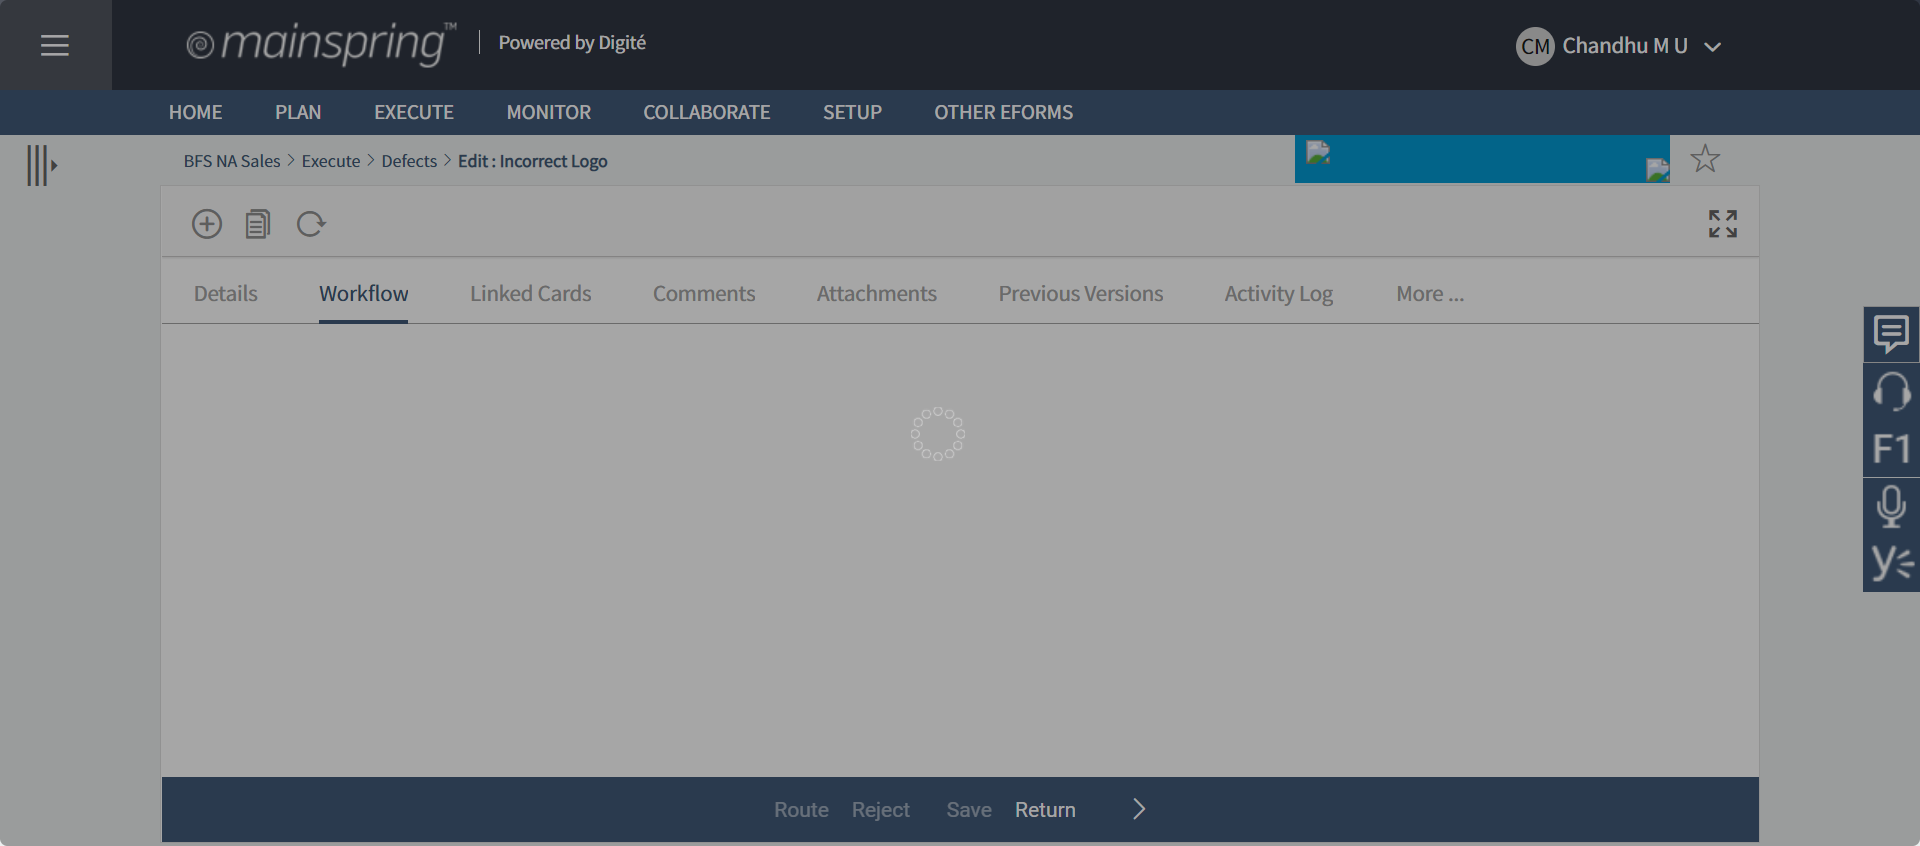 mainspring™ Powered by Digité
CM Chandhu M U
HOME PLAN EXECUTE MONITOR COLLABORATE SETUP OTHER EFORMS
BFS NA Sales > Execute > Defects > Edit : Incorrect Logo
Details Workflow Linked Cards Comments Attachments Previous Versions Activity Log More ...
F1
Route Reject Save Return